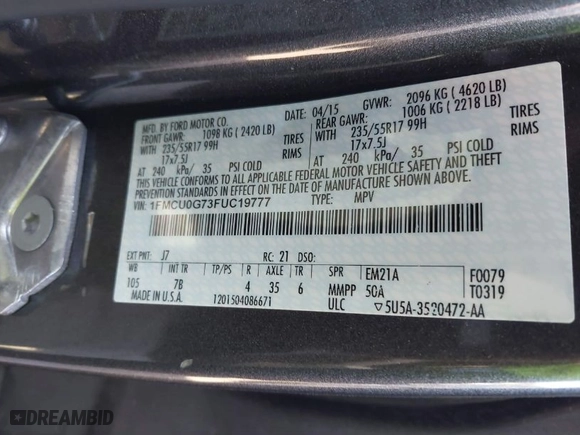 MFD. BY FORD MOTOR CO.
DATE: 04/15 GVWR: 2096 KG ( 4620 LB)
FRONT GAWR: 1098 KG ( 2420 LB) REAR GAWR: 1006 KG ( 2218 LB)
WITH 235/55R17 99H TIRES WITH 235/55R17 99H TIRES
17x7.5J RIMS 17x7.5J RIMS
AT 240 kPa/ 35 PSI COLD AT 240 kPa/ 35 PSI COLD
THIS VEHICLE CONFORMS TO ALL APPLICABLE FEDERAL MOTOR VEHICLE SAFETY AND THEFT
PREVENTION STANDARDS IN EFFECT ON THE DATE OF MANUFACTURE SHOWN ABOVE.
VIN: 1FMCU0G73FUC19777 TYPE: MPV
EXT PNT: J7 RC: 21 DSO:
WB INT TR TP/PS R AXLE TR SPR EM21A F0079
105 7B 4 35 6 MMPP 50A T0319
MADE IN U.S.A. 1201504086671 ULC ▽5U5A-3520472-AA
DREAMBID